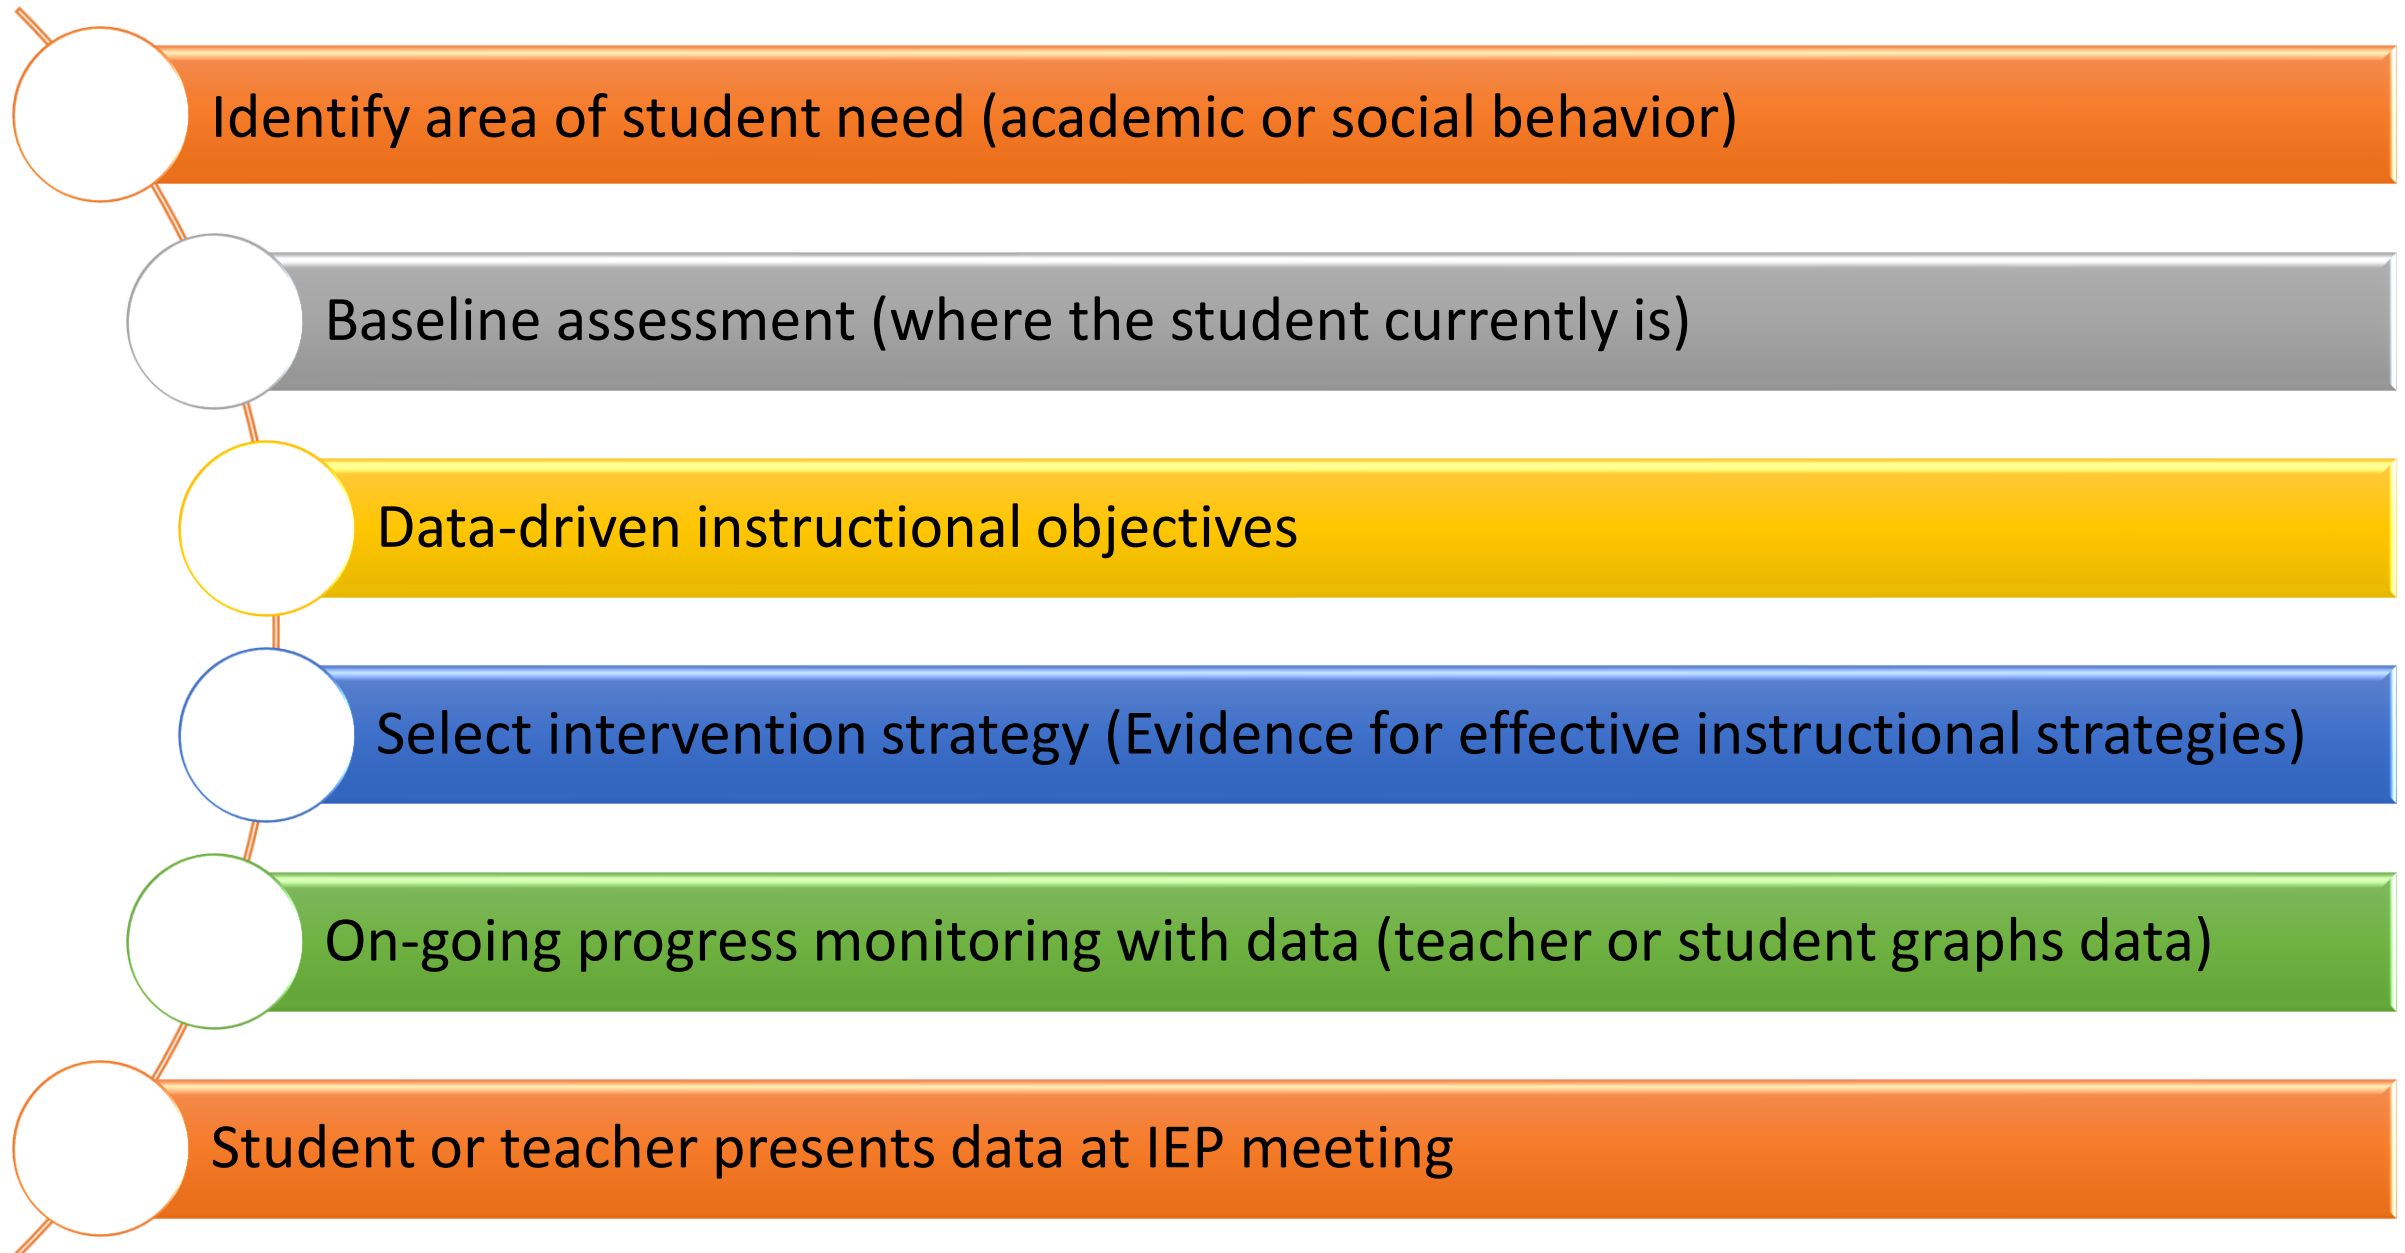 Identify area of student need (academic or social behavior)
Baseline assessment (where the student currently is)
Data-driven instructional objectives
Select intervention strategy (Evidence for effective instructional strategies)
On-going progress monitoring with data (teacher or student graphs data)
Student or teacher presents data at IEP meeting